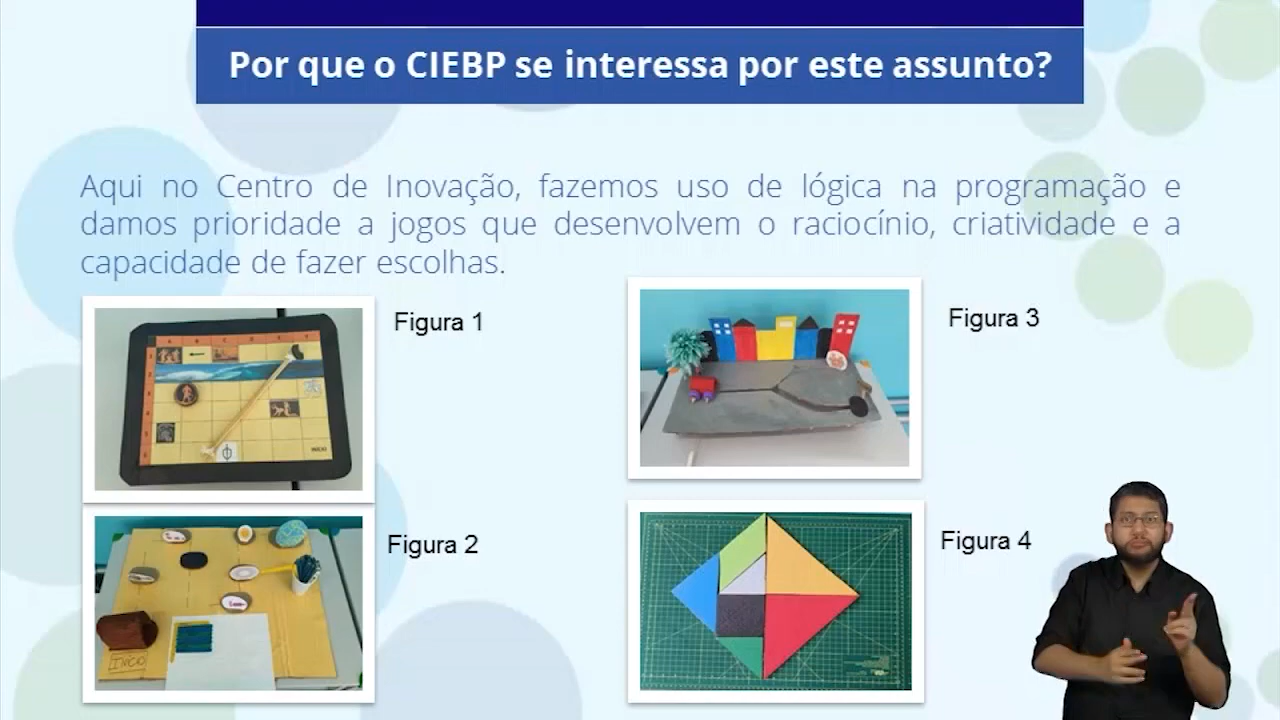 Por que o CIEBP se interessa por este assunto?
Aqui no Centro de Inovação, fazemos uso de lógica na programação e
damos prioridade a jogos que desenvolvem o raciocínio, criatividade e a
capacidade de fazer escolhas.
Figura 1
Figura 3
INÍCIO
Figura 2
Figura 4
INÍCIO